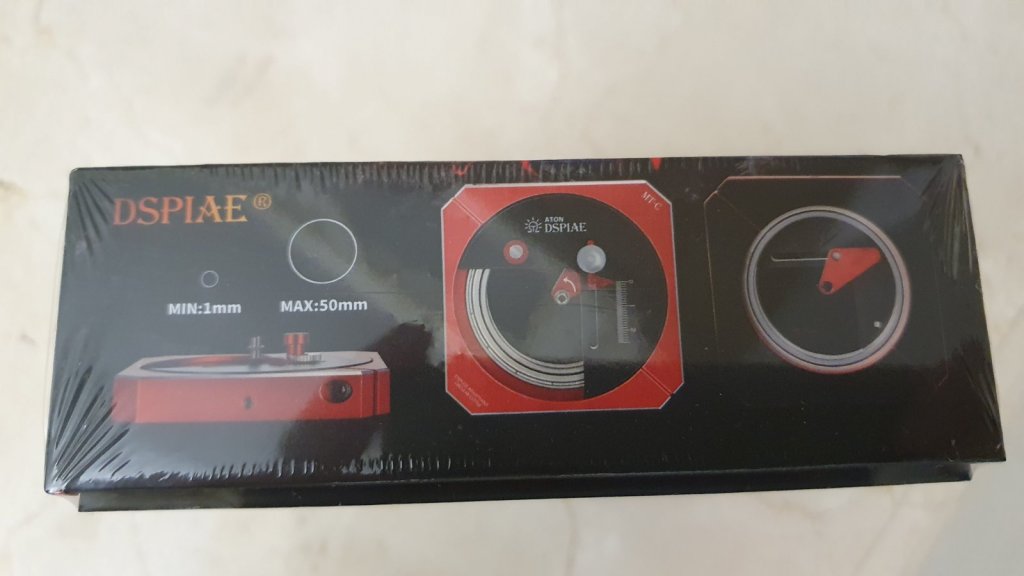 DSPIAE®
MIN:1mm
MAX:50mm
ATON
DSPIAE
MT-C